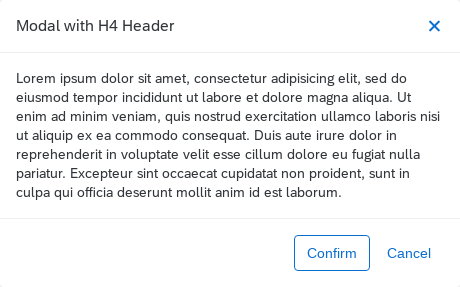 Modal with H4 Header
Lorem ipsum dolor sit amet, consectetur adipisicing elit, sed do
eiusmod tempor incididunt ut labore et dolore magna aliqua. Ut
enim ad minim veniam, quis nostrud exercitation ullamco laboris nisi
ut aliquip ex ea commodo consequat. Duis aute irure dolor in
reprehenderit in voluptate velit esse cillum dolore eu fugiat nulla
pariatur. Excepteur sint occaecat cupidatat non proident, sunt in
culpa qui officia deserunt mollit anim id est laborum.
Confirm Cancel